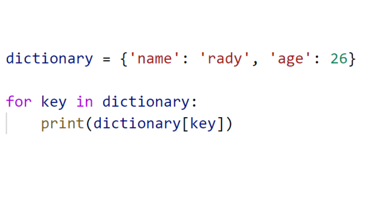 dictionary = {'name': 'rady', 'age': 26}
for key in dictionary:
    print(dictionary[key])